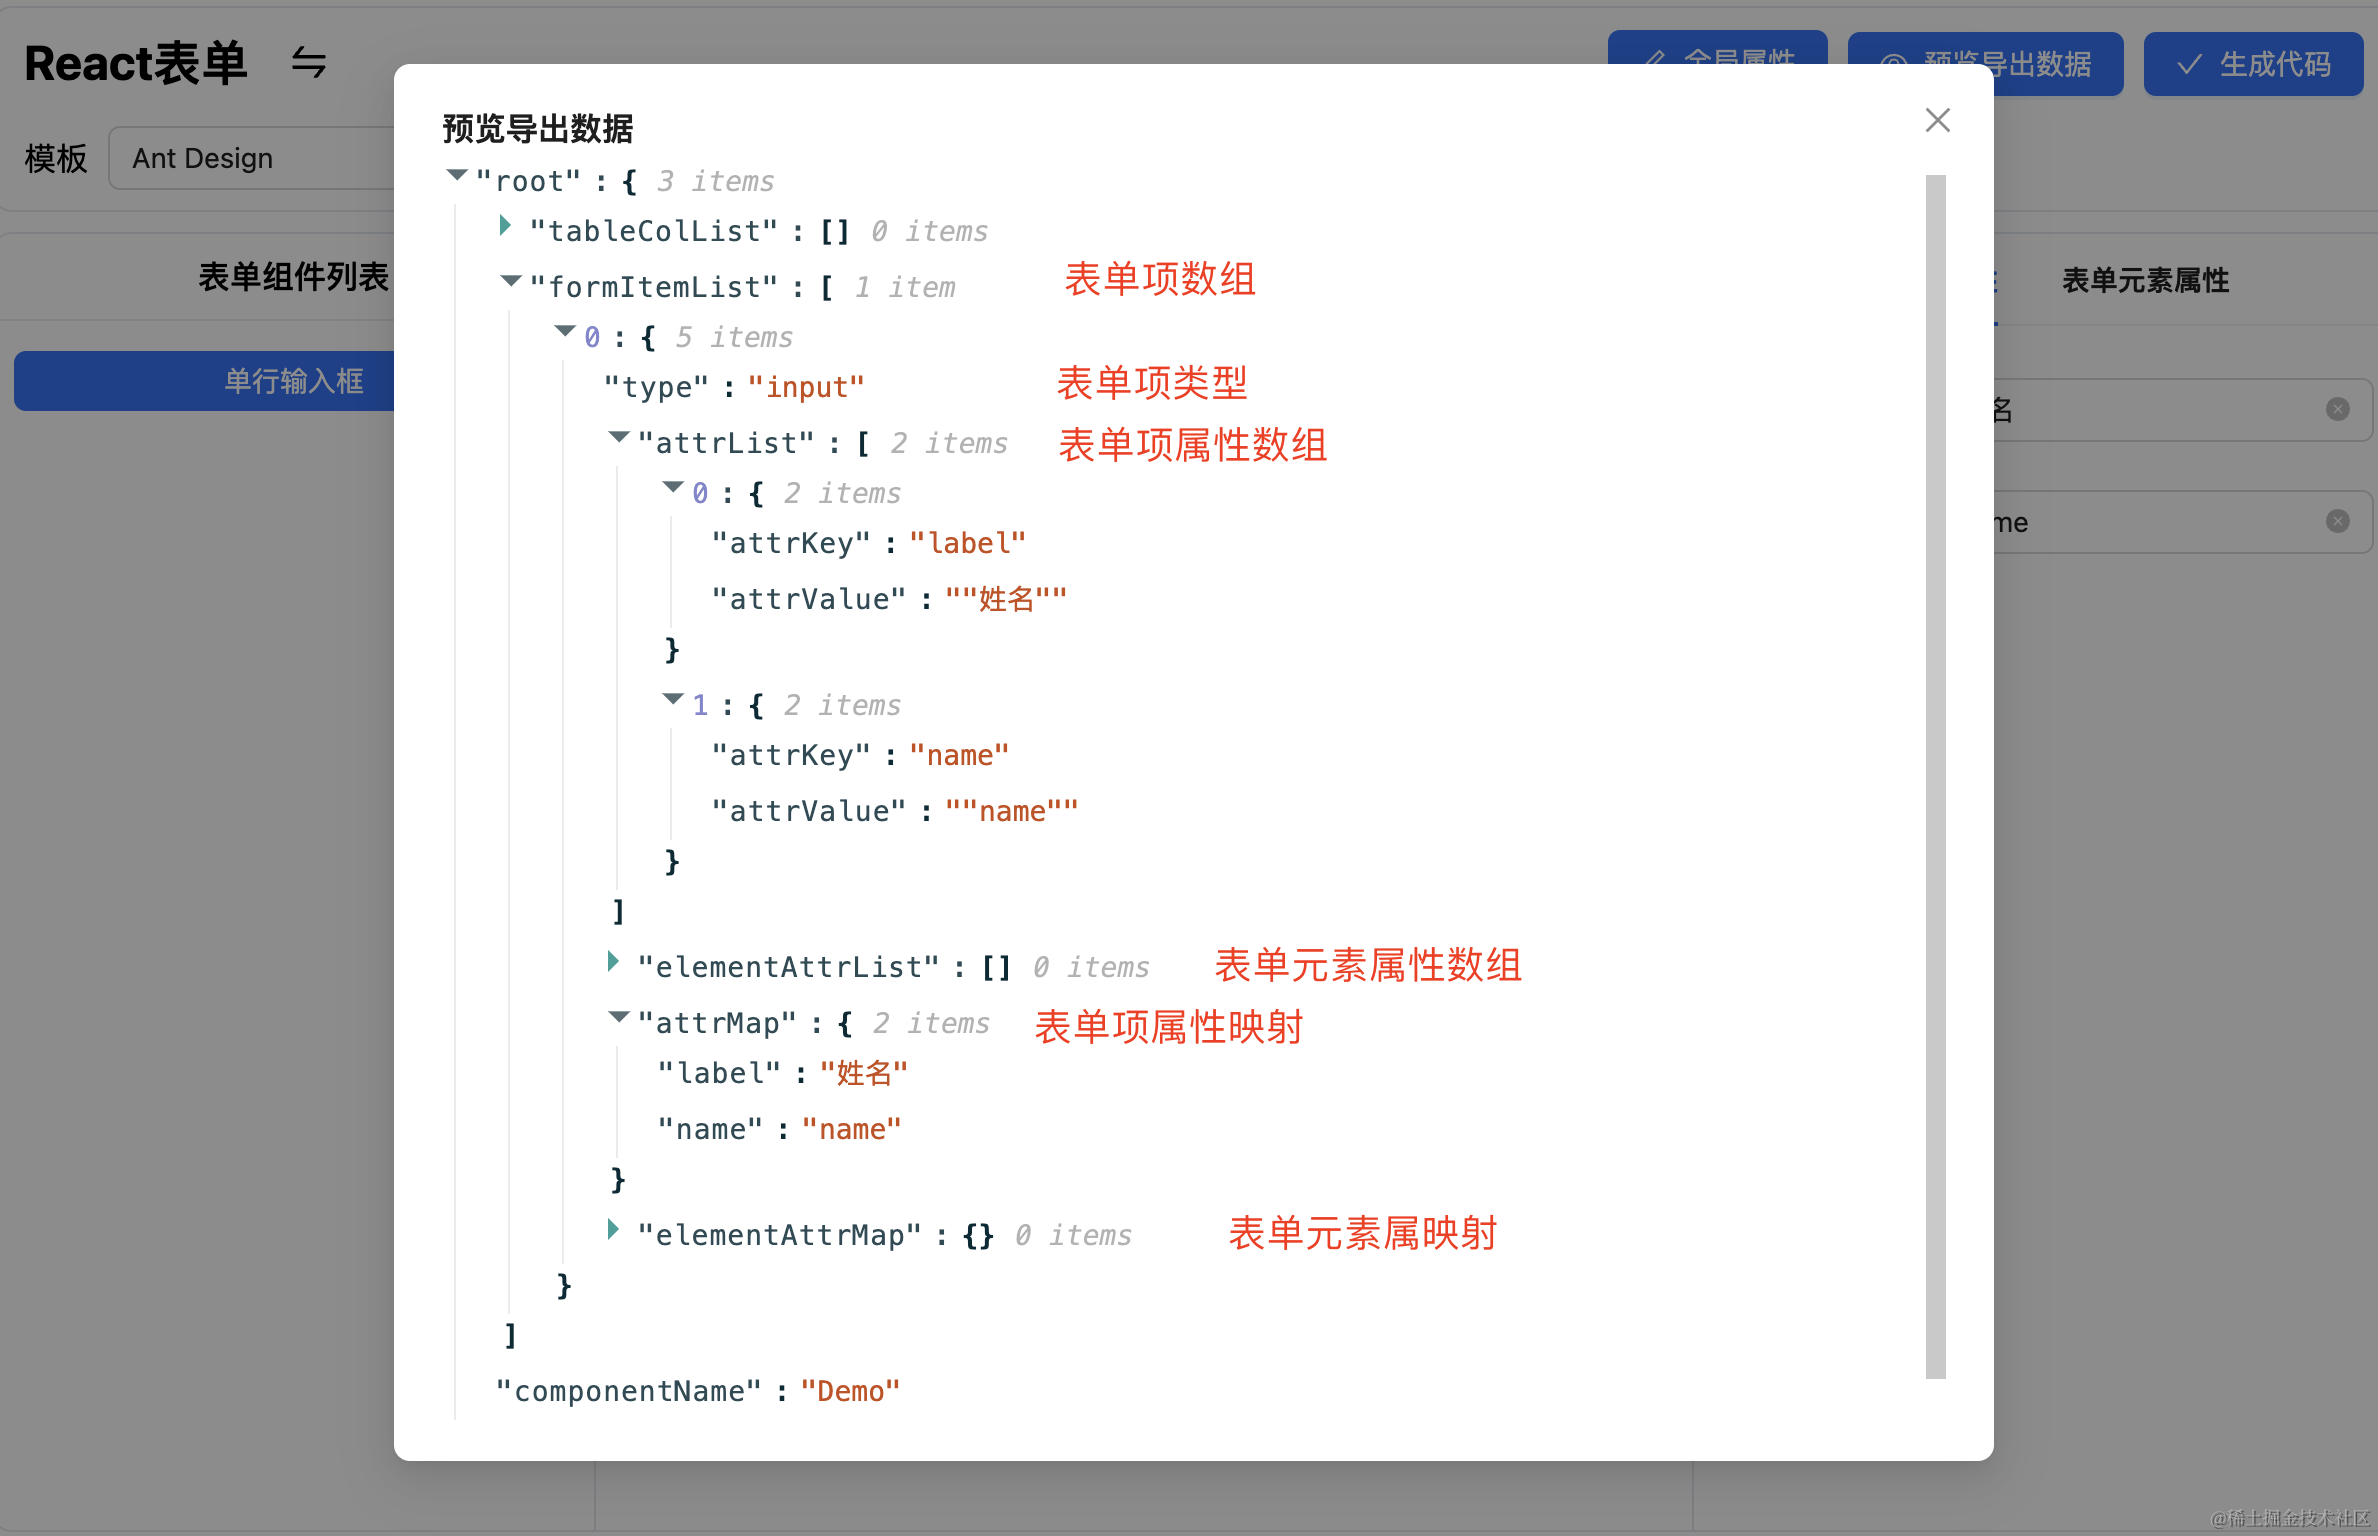 React表单 ⇋
全局属性
预览导出数据
生成代码
模板
Ant Design
表单组件列表
单行输入框
表单元素属性
名
me
预览导出数据
"root" : { 3 items
"tableColList" : [] 0 items
"formItemList" : [ 1 item 表单项数组
0 : { 5 items
"type" : "input" 表单项类型
"attrList" : [ 2 items 表单项属性数组
0 : { 2 items
"attrKey" : "label"
"attrValue" : ""姓名""
}
1 : { 2 items
"attrKey" : "name"
"attrValue" : ""name""
}
]
"elementAttrList" : [] 0 items 表单元素属性数组
"attrMap" : { 2 items 表单项属性映射
"label" : "姓名"
"name" : "name"
}
"elementAttrMap" : {} 0 items 表单元素属映射
}
]
"componentName" : "Demo"
@稀土掘金技术社区